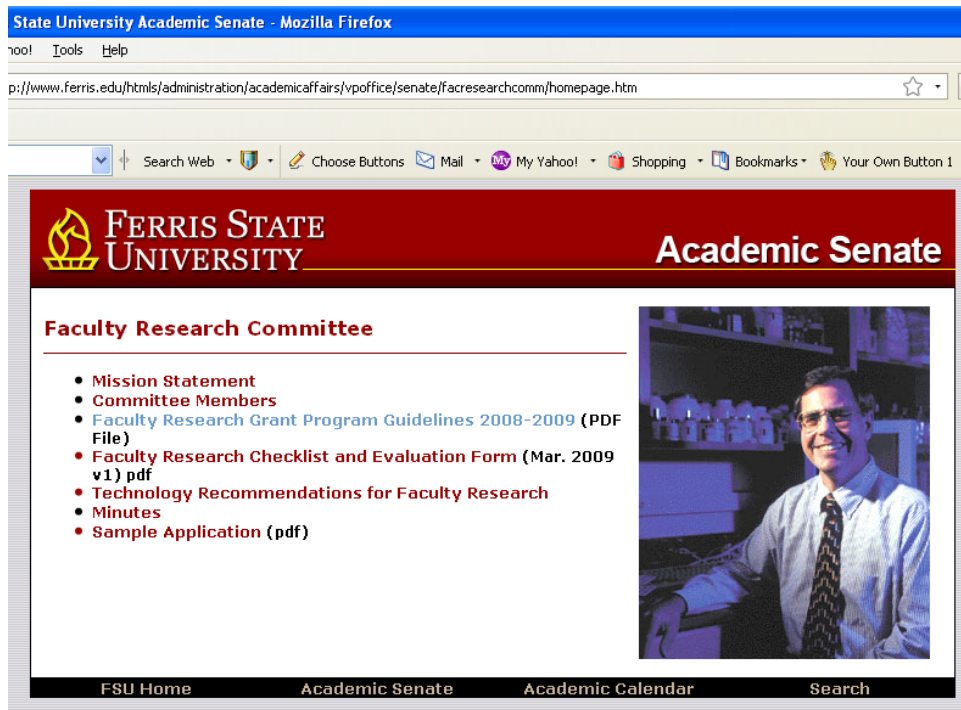 State University Academic Senate - Mozilla Firefox
hoo! Tools Help
p://www.ferris.edu/htmls/administration/academicaffairs/vpoffice/senate/facresearchcomm/homepage.htm
Search Web Choose Buttons Mail My My Yahoo! Shopping Bookmarks Your Own Button 1
FERRIS STATE
UNIVERSITY
Academic Senate
Faculty Research Committee
Mission Statement
Committee Members
Faculty Research Grant Program Guidelines 2008-2009 (PDF
File)
Faculty Research Checklist and Evaluation Form (Mar. 2009
v1) pdf
Technology Recommendations for Faculty Research
Minutes
Sample Application (pdf)
FSU Home Academic Senate Academic Calendar Search